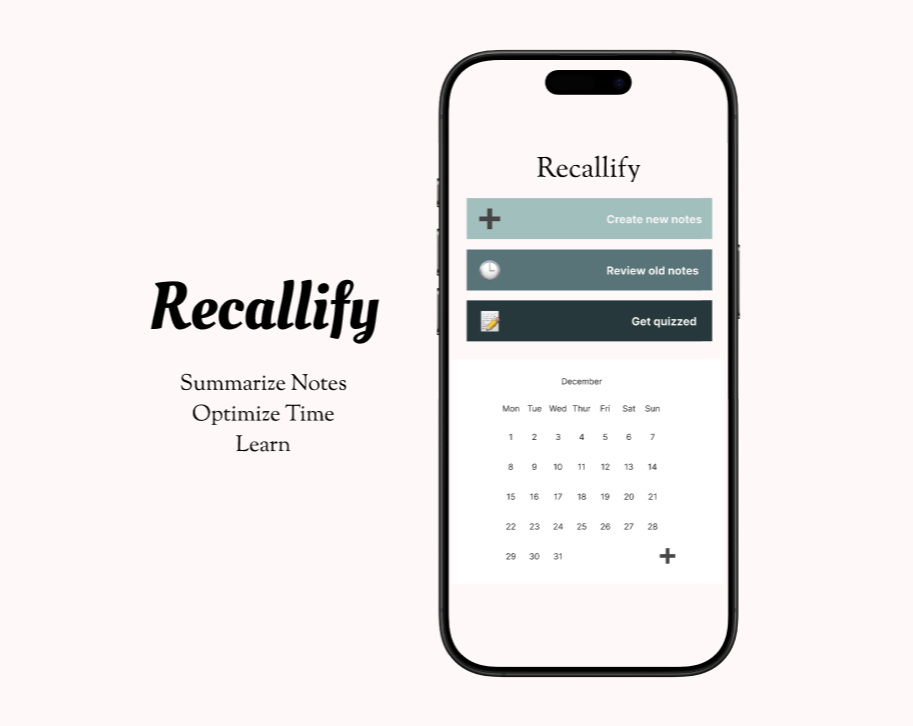 Recallify
Summarize Notes
Optimize Time
Learn
Recallify
Create new notes
Review old notes
Get quizzed
December
Mon Tue Wed Thur Fri Sat Sun
1 2 3 4 5 6 7
8 9 10 11 12 13 14
15 16 17 18 19 20 21
22 23 24 25 26 27 28
29 30 31